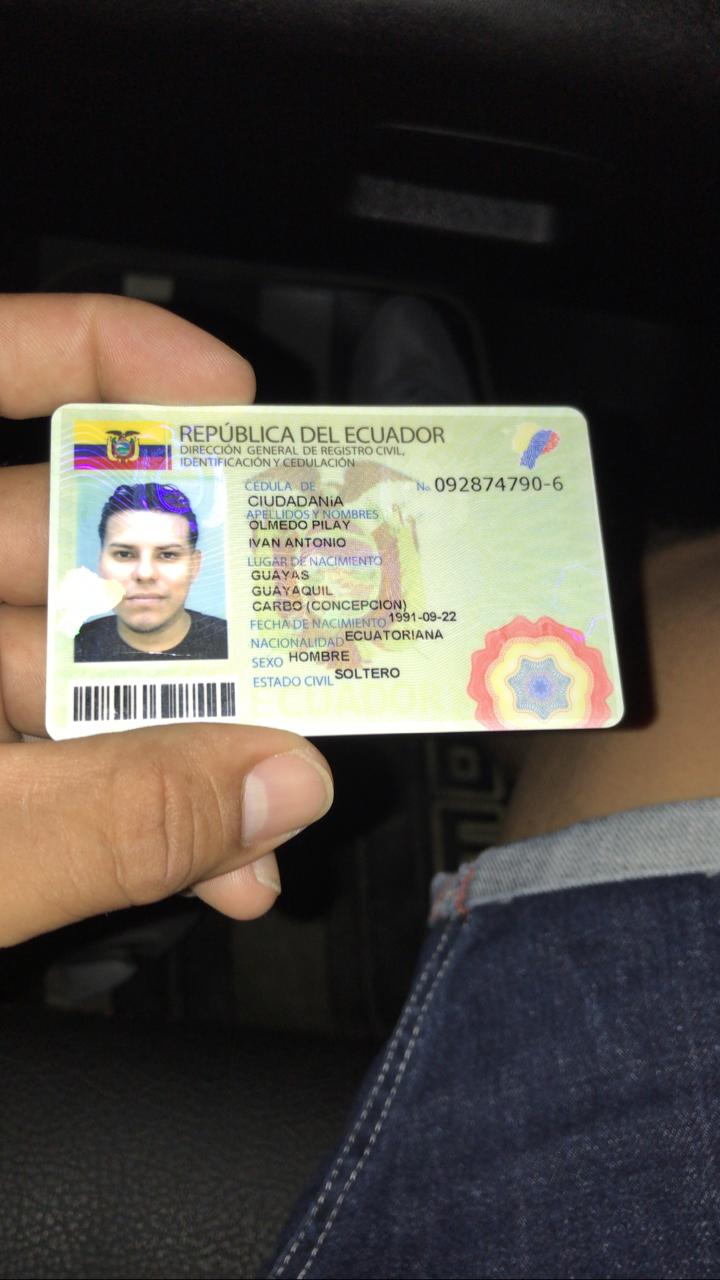 REPÚBLICA DEL ECUADOR
DIRECCIÓN GENERAL DE REGISTRO CIVIL,
IDENTIFICACIÓN Y CEDULACIÓN
CÉDULA DE No. 092874790-6
CIUDADANíA
APELLIDOS Y NOMBRES
OLMEDO PILAY
IVAN ANTONIO
LUGAR DE NACIMIENTO
GUAYAS
GUAYAQUIL
CARBO (CONCEPCION)
FECHA DE NACIMIENTO 1991-09-22
NACIONALIDAD ECUATORIANA
SEXO HOMBRE
ESTADO CIVIL SOLTERO
ECUADOR